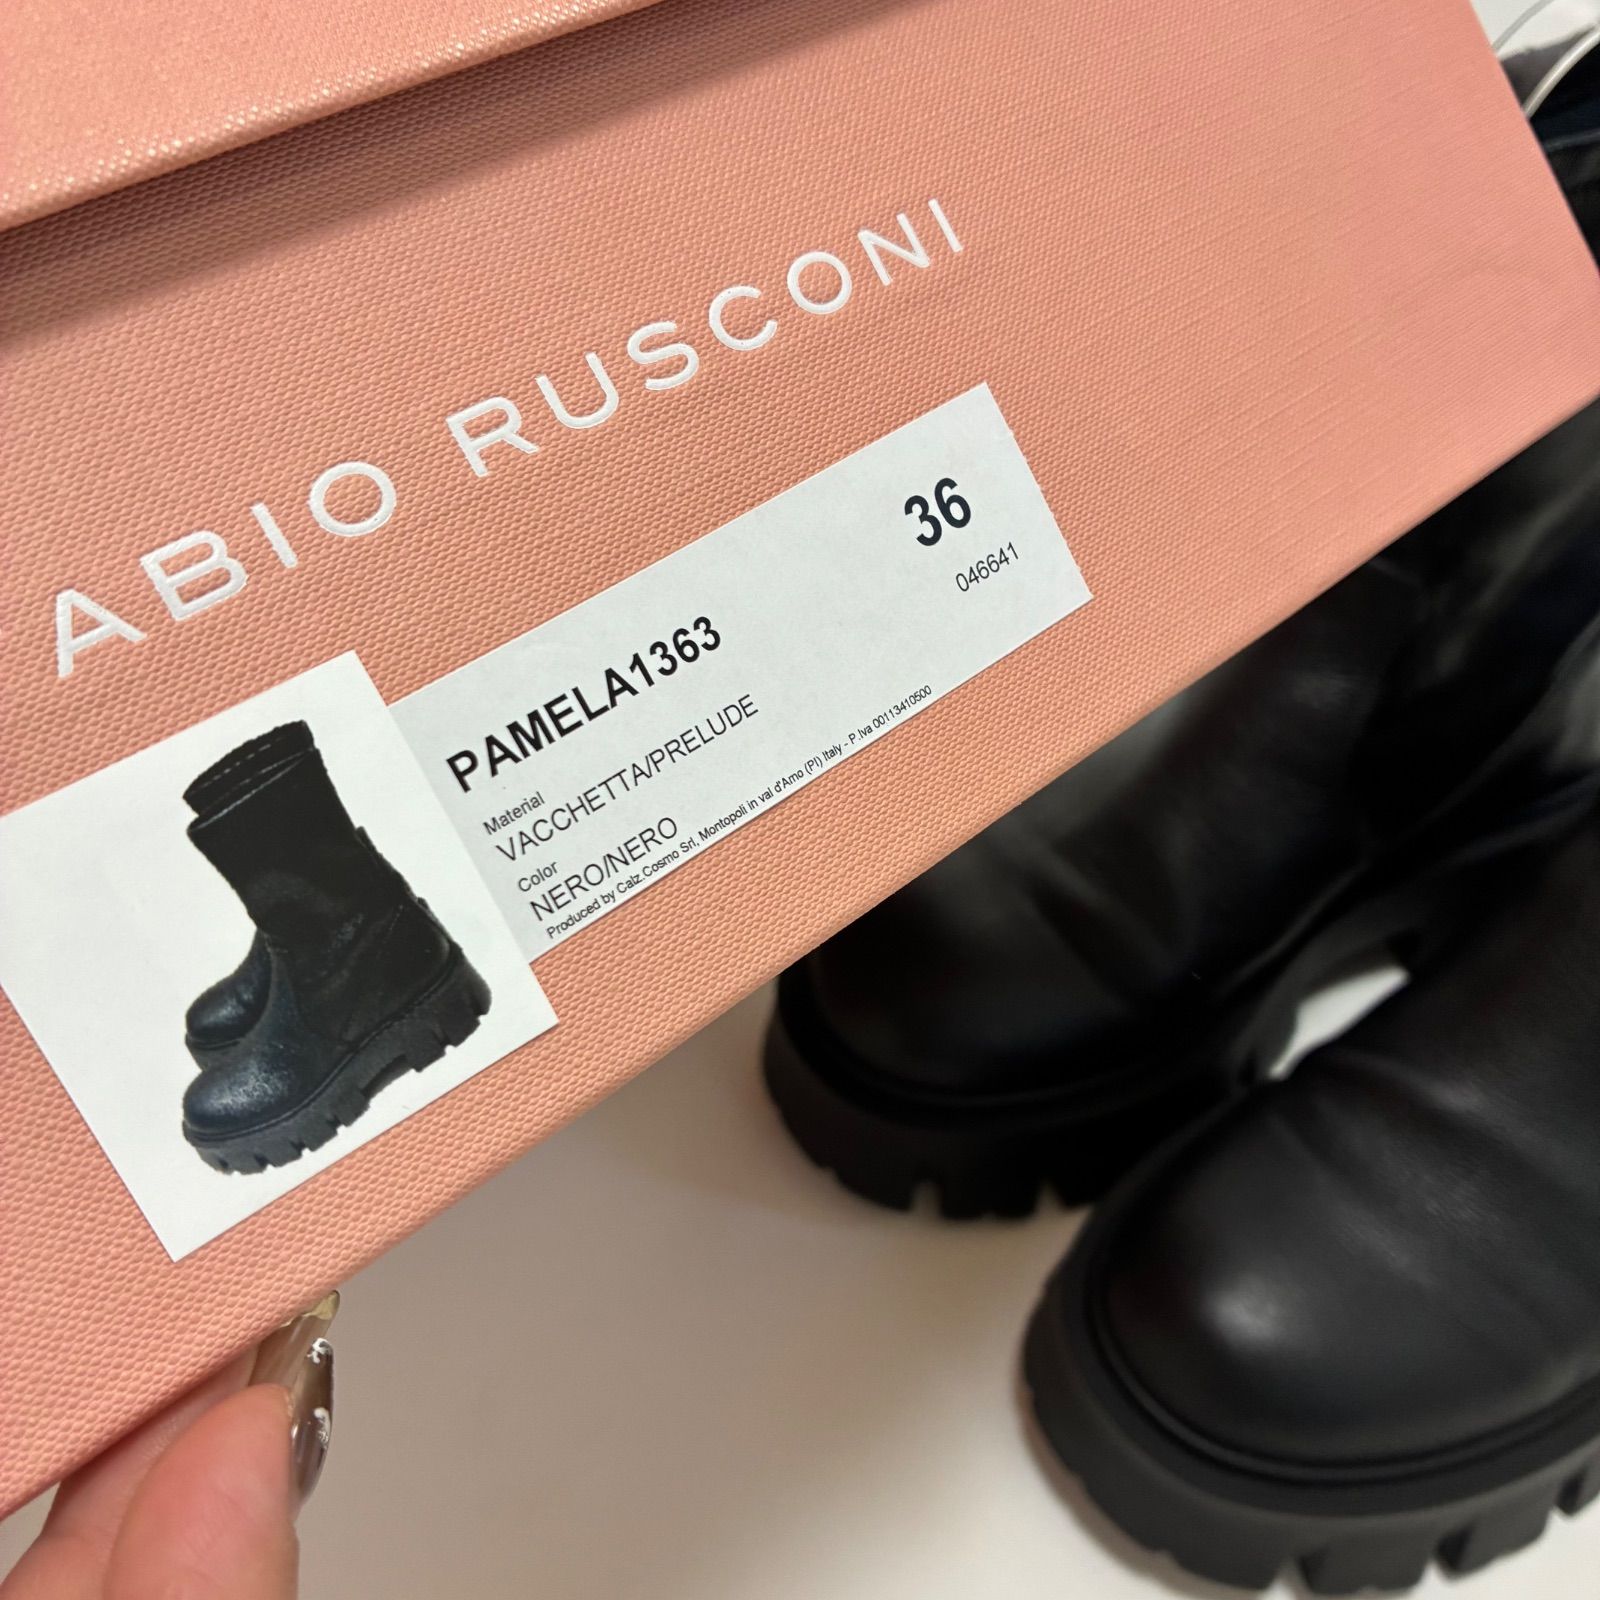 ABIO RUSCONI
36
046641
PAMELA1363
Material
VACCHETTA/PRELUDE
Color
NERO/NERO
Produced by Calz.Cosmo Srl, Montopoli in val d'Arno (PI) Italy - P.Iva 00113410500